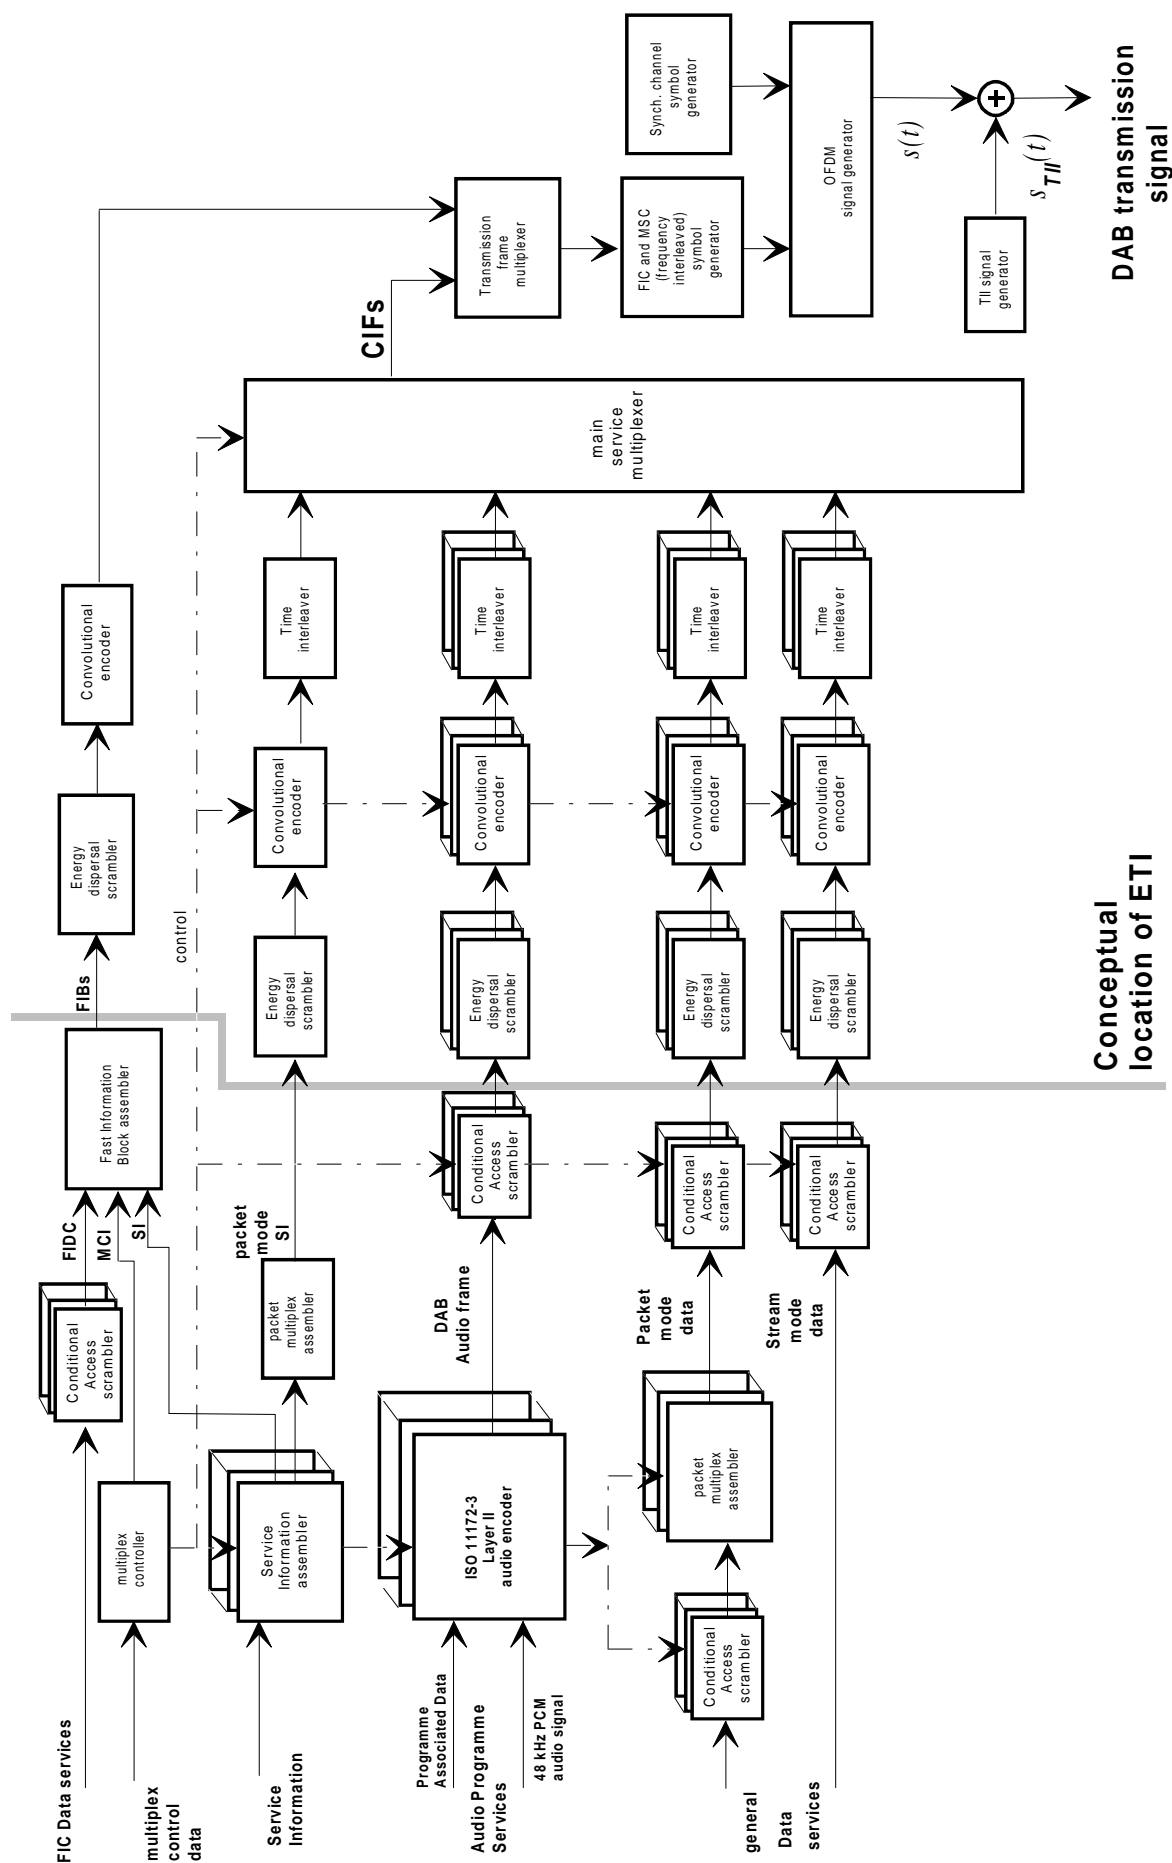 FIC Data services
multiplex
control
data
Service
Information
Programme
Associated Data
Audio Programme
Services
48 kHz PCM
audio signal
general
Data
services
multiplex
controller
Conditional
Access
scrambler
FIDC
MCI
SI
Fast Information
Block assembler
FIBs
Energy
dispersal
scrambler
Convolutional
encoder
control
Service
Information
assembler
packet
multiplex
assembler
packet
mode
SI
Energy
dispersal
scrambler
Convolutional
encoder
Time
interleaver
ISO 11172-3
Layer II
audio encoder
DAB
Audio frame
Conditional
Access
scrambler
Energy
dispersal
scrambler
Convolutional
encoder
Time
interleaver
Conditional
Access
scrambler
packet
multiplex
assembler
Packet
mode
data
Conditional
Access
scrambler
Energy
dispersal
scrambler
Convolutional
encoder
Time
interleaver
Stream
mode
data
Conditional
Access
scrambler
Energy
dispersal
scrambler
Convolutional
encoder
Time
interleaver
main
service
multiplexer
CIFs
Transmission
frame
multiplexer
FIC and MSC
(frequency
interleaved)
symbol
generator
Synch. channel
symbol
generator
OFDM
signal generator
s(t)
TII signal
generator
s TII (t)
+
DAB transmission
signal
Conceptual
location of ETI